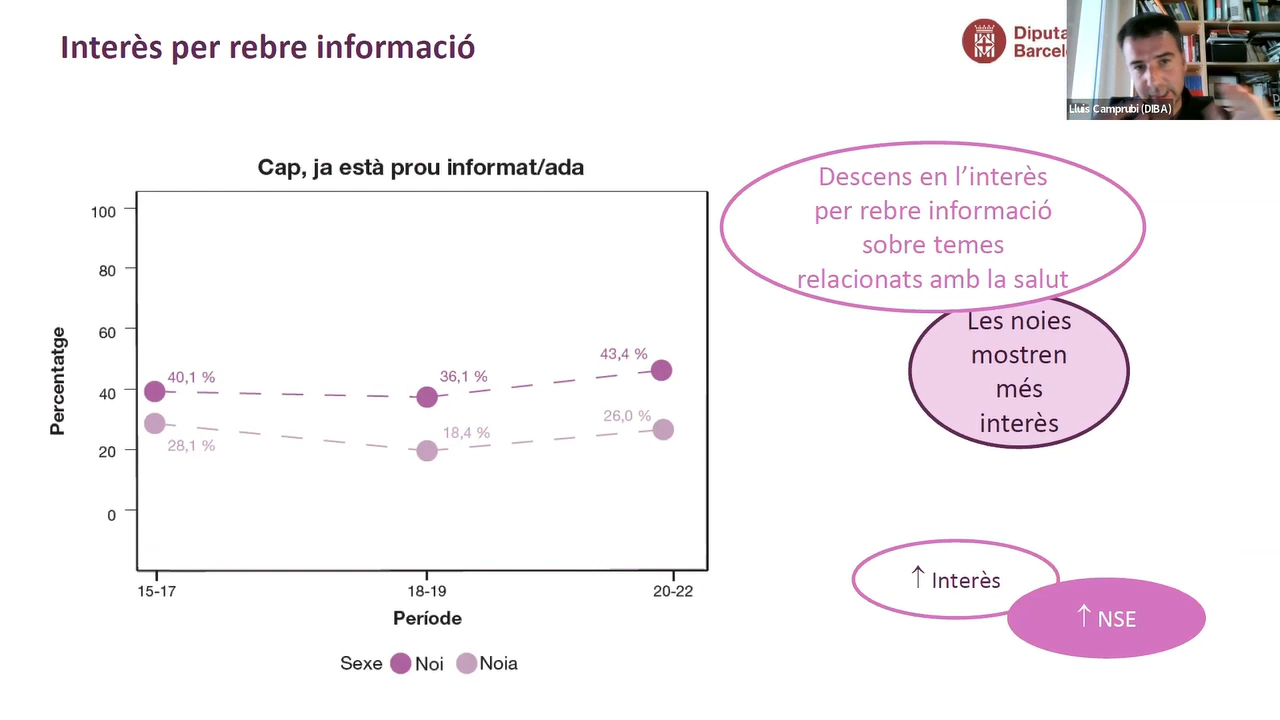 Interès per rebre informació
Diputa
Barcel
Lluis Camprubi (DIBA)
Cap, ja està prou informat/ada
Percentatge
100
80
60
40
20
0
40,1 %
36,1 %
43,4 %
28,1 %
18,4 %
26,0 %
15-17
18-19
20-22
Període
Sexe Noi Noia
Descens en l’interès
per rebre informació
sobre temes
relacionats amb la salut
Les noies
mostren
més
interès
↑ Interès
↑ NSE